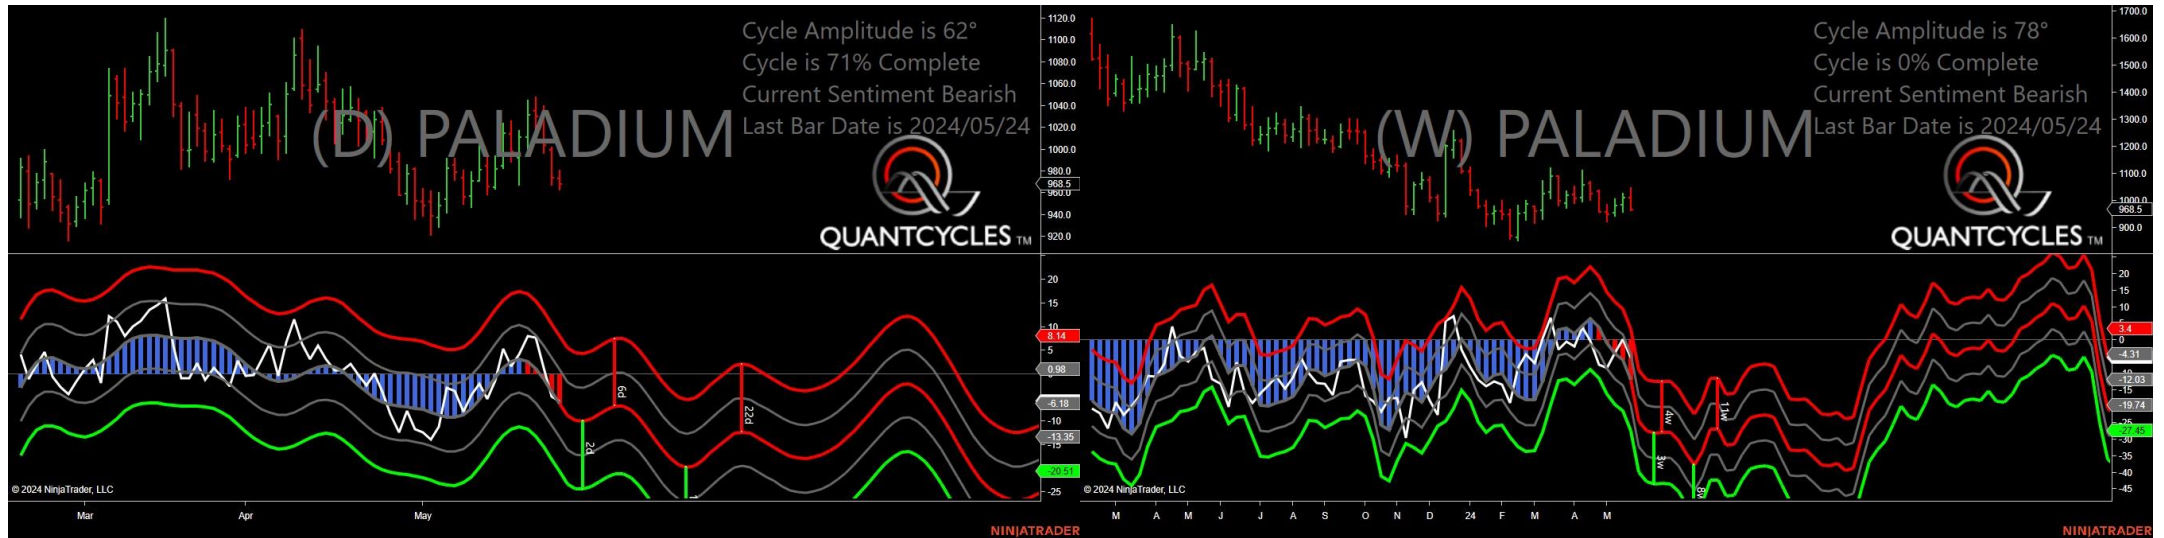 Cycle Amplitude is 62°
Cycle is 71% Complete
Current Sentiment Bearish
Last Bar Date is 2024/05/24
(D) PALADIUM
QUANTCYCLES TM
1120.0
1100.0
1080.0
1060.0
1040.0
1020.0
1000.0
980.0
968.5
960.0
940.0
920.0
20
15
10
8.14
5
0.98
-6.18
-10
-13.35
-15
-20.51
-25
2d
6d
22d
© 2024 NinjaTrader, LLC
Mar Apr May
NINJATRADER
Cycle Amplitude is 78°
Cycle is 0% Complete
Current Sentiment Bearish
Last Bar Date is 2024/05/24
(W) PALADIUM
QUANTCYCLES TM
1700.0
1600.0
1500.0
1400.0
1300.0
1200.0
1100.0
1000.0
968.5
900.0
20
15
10
3.4
0
-4.31
-12.03
-15
-19.74
-25
-27.45
-30
-35
-40
-45
3w
4w
8w
11w
© 2024 NinjaTrader, LLC
M A M J J A S O N D 24 F M A M
NINJATRADER